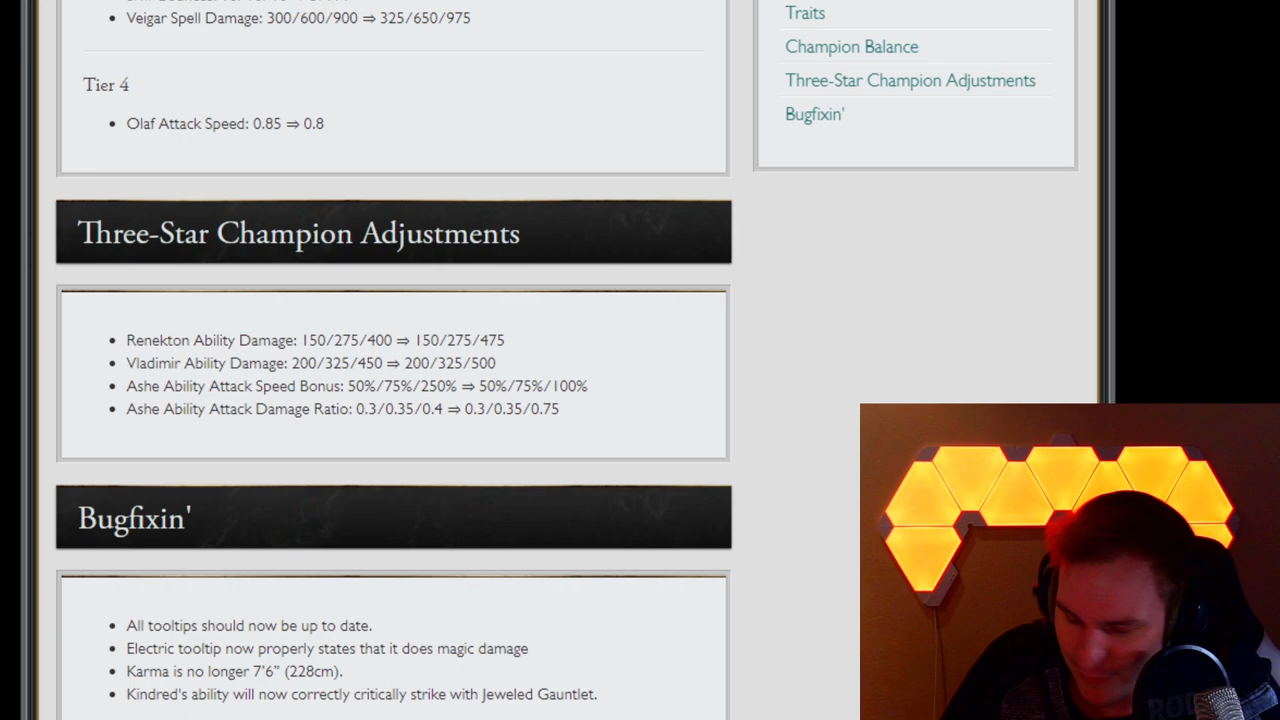 Veigar Spell Damage: 300/600/900 ⇒ 325/650/975
Tier 4
Olaf Attack Speed: 0.85 ⇒ 0.8
Three-Star Champion Adjustments
Renekton Ability Damage: 150/275/400 ⇒ 150/275/475
Vladimir Ability Damage: 200/325/450 ⇒ 200/325/500
Ashe Ability Attack Speed Bonus: 50%/75%/250% ⇒ 50%/75%/100%
Ashe Ability Attack Damage Ratio: 0.3/0.35/0.4 ⇒ 0.3/0.35/0.75
Bugfixin'
All tooltips should now be up to date.
Electric tooltip now properly states that it does magic damage
Karma is no longer 7'6" (228cm).
Kindred's ability will now correctly critically strike with Jeweled Gauntlet.
Traits
Champion Balance
Three-Star Champion Adjustments
Bugfixin'